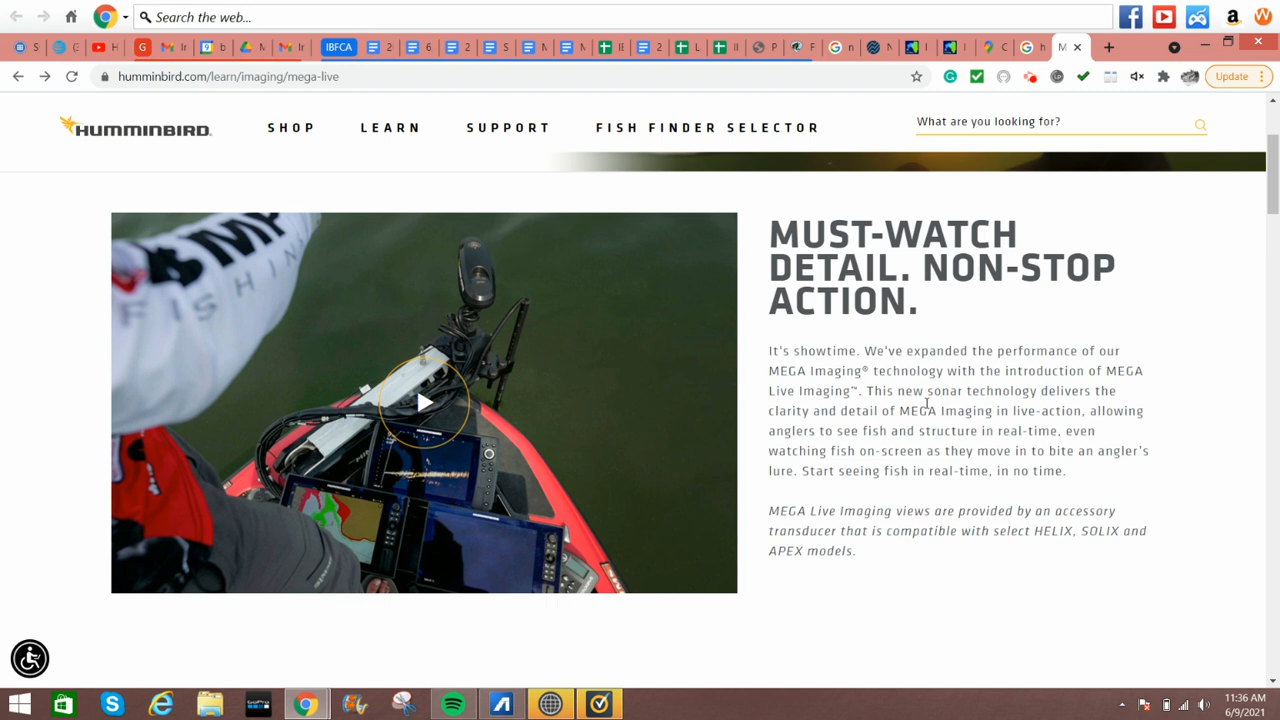 Search the web...
IBFCA
humminbird.com/learn/imaging/mega-live
Update
HUMMINBIRD.
SHOP
LEARN
SUPPORT
FISH FINDER SELECTOR
What are you looking for?
MUST-WATCH
DETAIL. NON-STOP
ACTION.
It's showtime. We've expanded the performance of our
MEGA Imaging® technology with the introduction of MEGA
Live Imaging™. This new sonar technology delivers the
clarity and detail of MEGA Imaging in live-action, allowing
anglers to see fish and structure in real-time, even
watching fish on-screen as they move in to bite an angler's
lure. Start seeing fish in real-time, in no time.
MEGA Live Imaging views are provided by an accessory
transducer that is compatible with select HELIX, SOLIX and
APEX models.
11:36 AM
6/9/2021